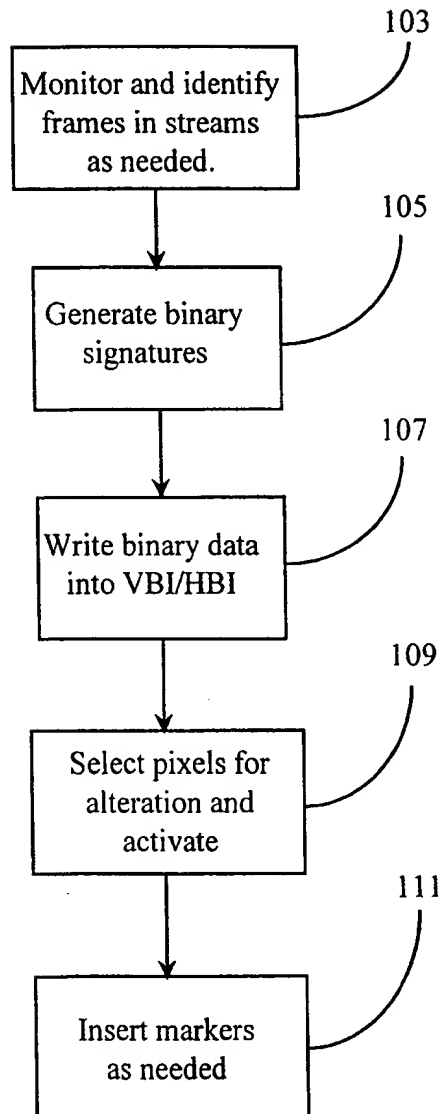 103
Monitor and identify
frames in streams
as needed.
105
Generate binary
signatures
107
Write binary data
into VBI/HBI
109
Select pixels for
alteration and
activate
111
Insert markers
as needed